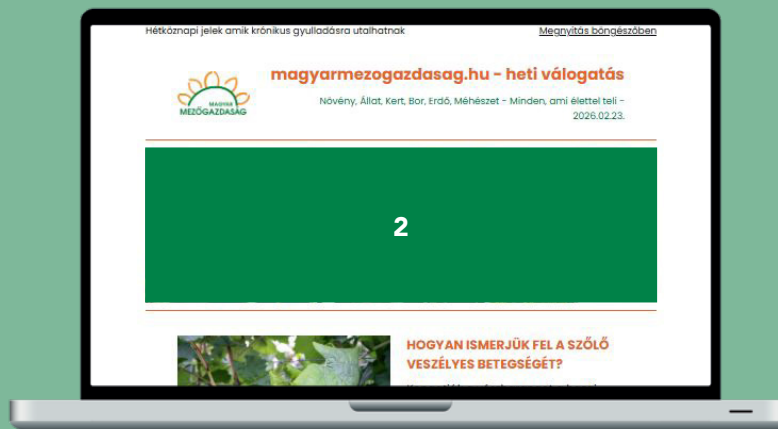 Hétköznapi jelek amik krónikus gyulladásra utalhatnak
Megnyitás böngészőben
magyarmezogazdasag.hu - heti válogatás
MAGYAR
MEZŐGAZDASÁG
Növény, Állat, Kert, Bor, Erdő, Méhészet - Minden, ami élettel teli -
2026.02.23.
2
HOGYAN ISMERJÜK FEL A SZŐLŐ
VESZÉLYES BETEGSÉGÉT?